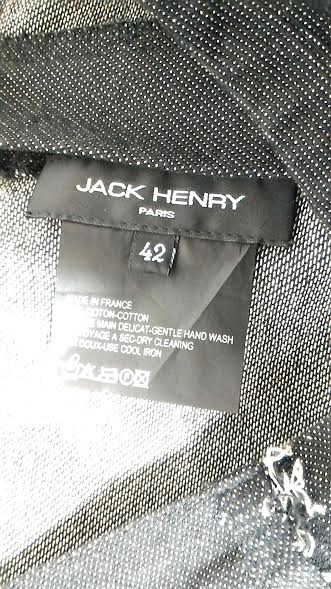 JACK HENRY
PARIS
42
MADE IN FRANCE
COTON-COTTON
MAIN DELICAT-GENTLE HAND WASH
A SEC-DRY CLEANING
DOUX-USE COOL IRON